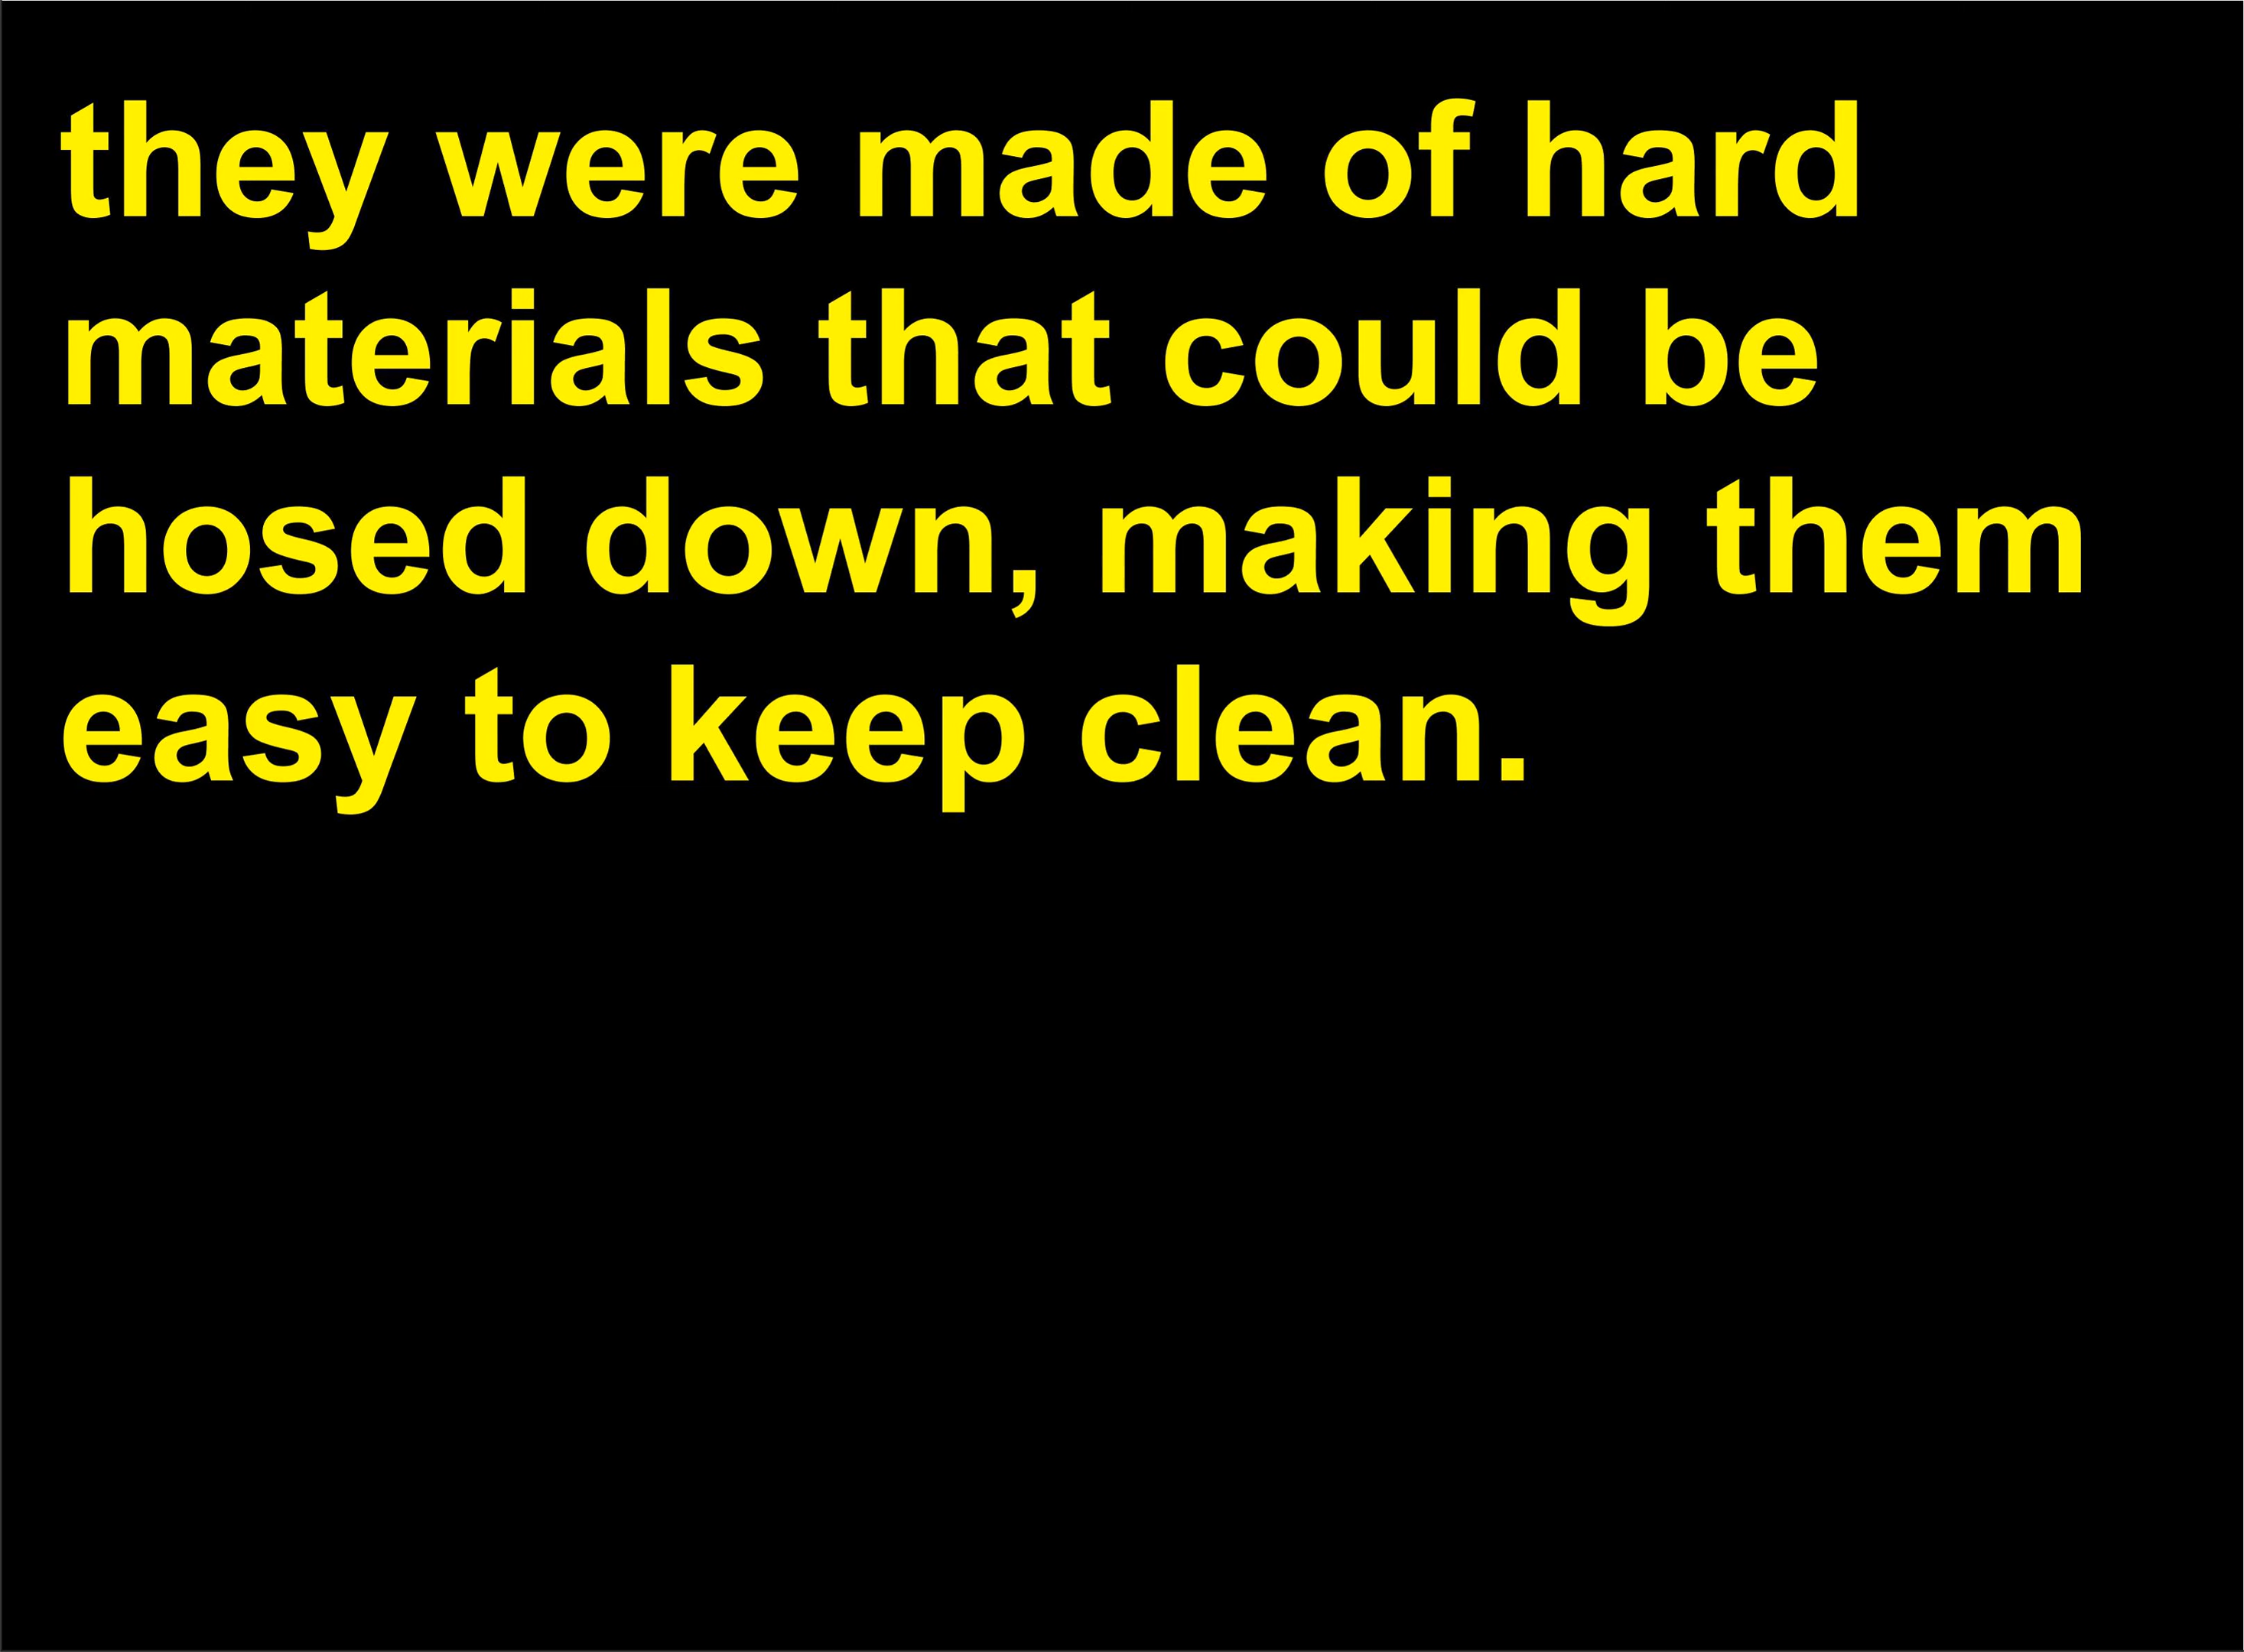 they were made of hard
materials that could be
hosed down, making them
easy to keep clean.